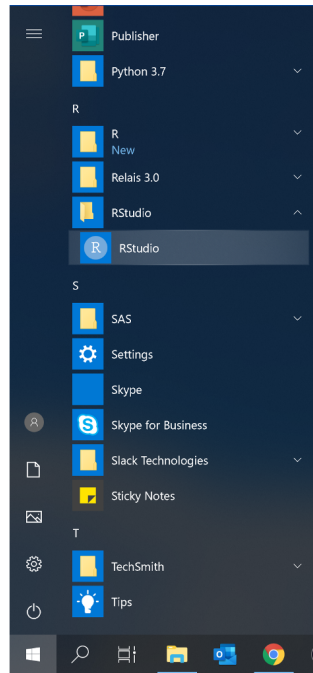 Publisher
Python 3.7
R
R
New
Relais 3.0
RStudio
R RStudio
S
SAS
Settings
Skype
Skype for Business
Slack Technologies
Sticky Notes
T
TechSmith
Tips